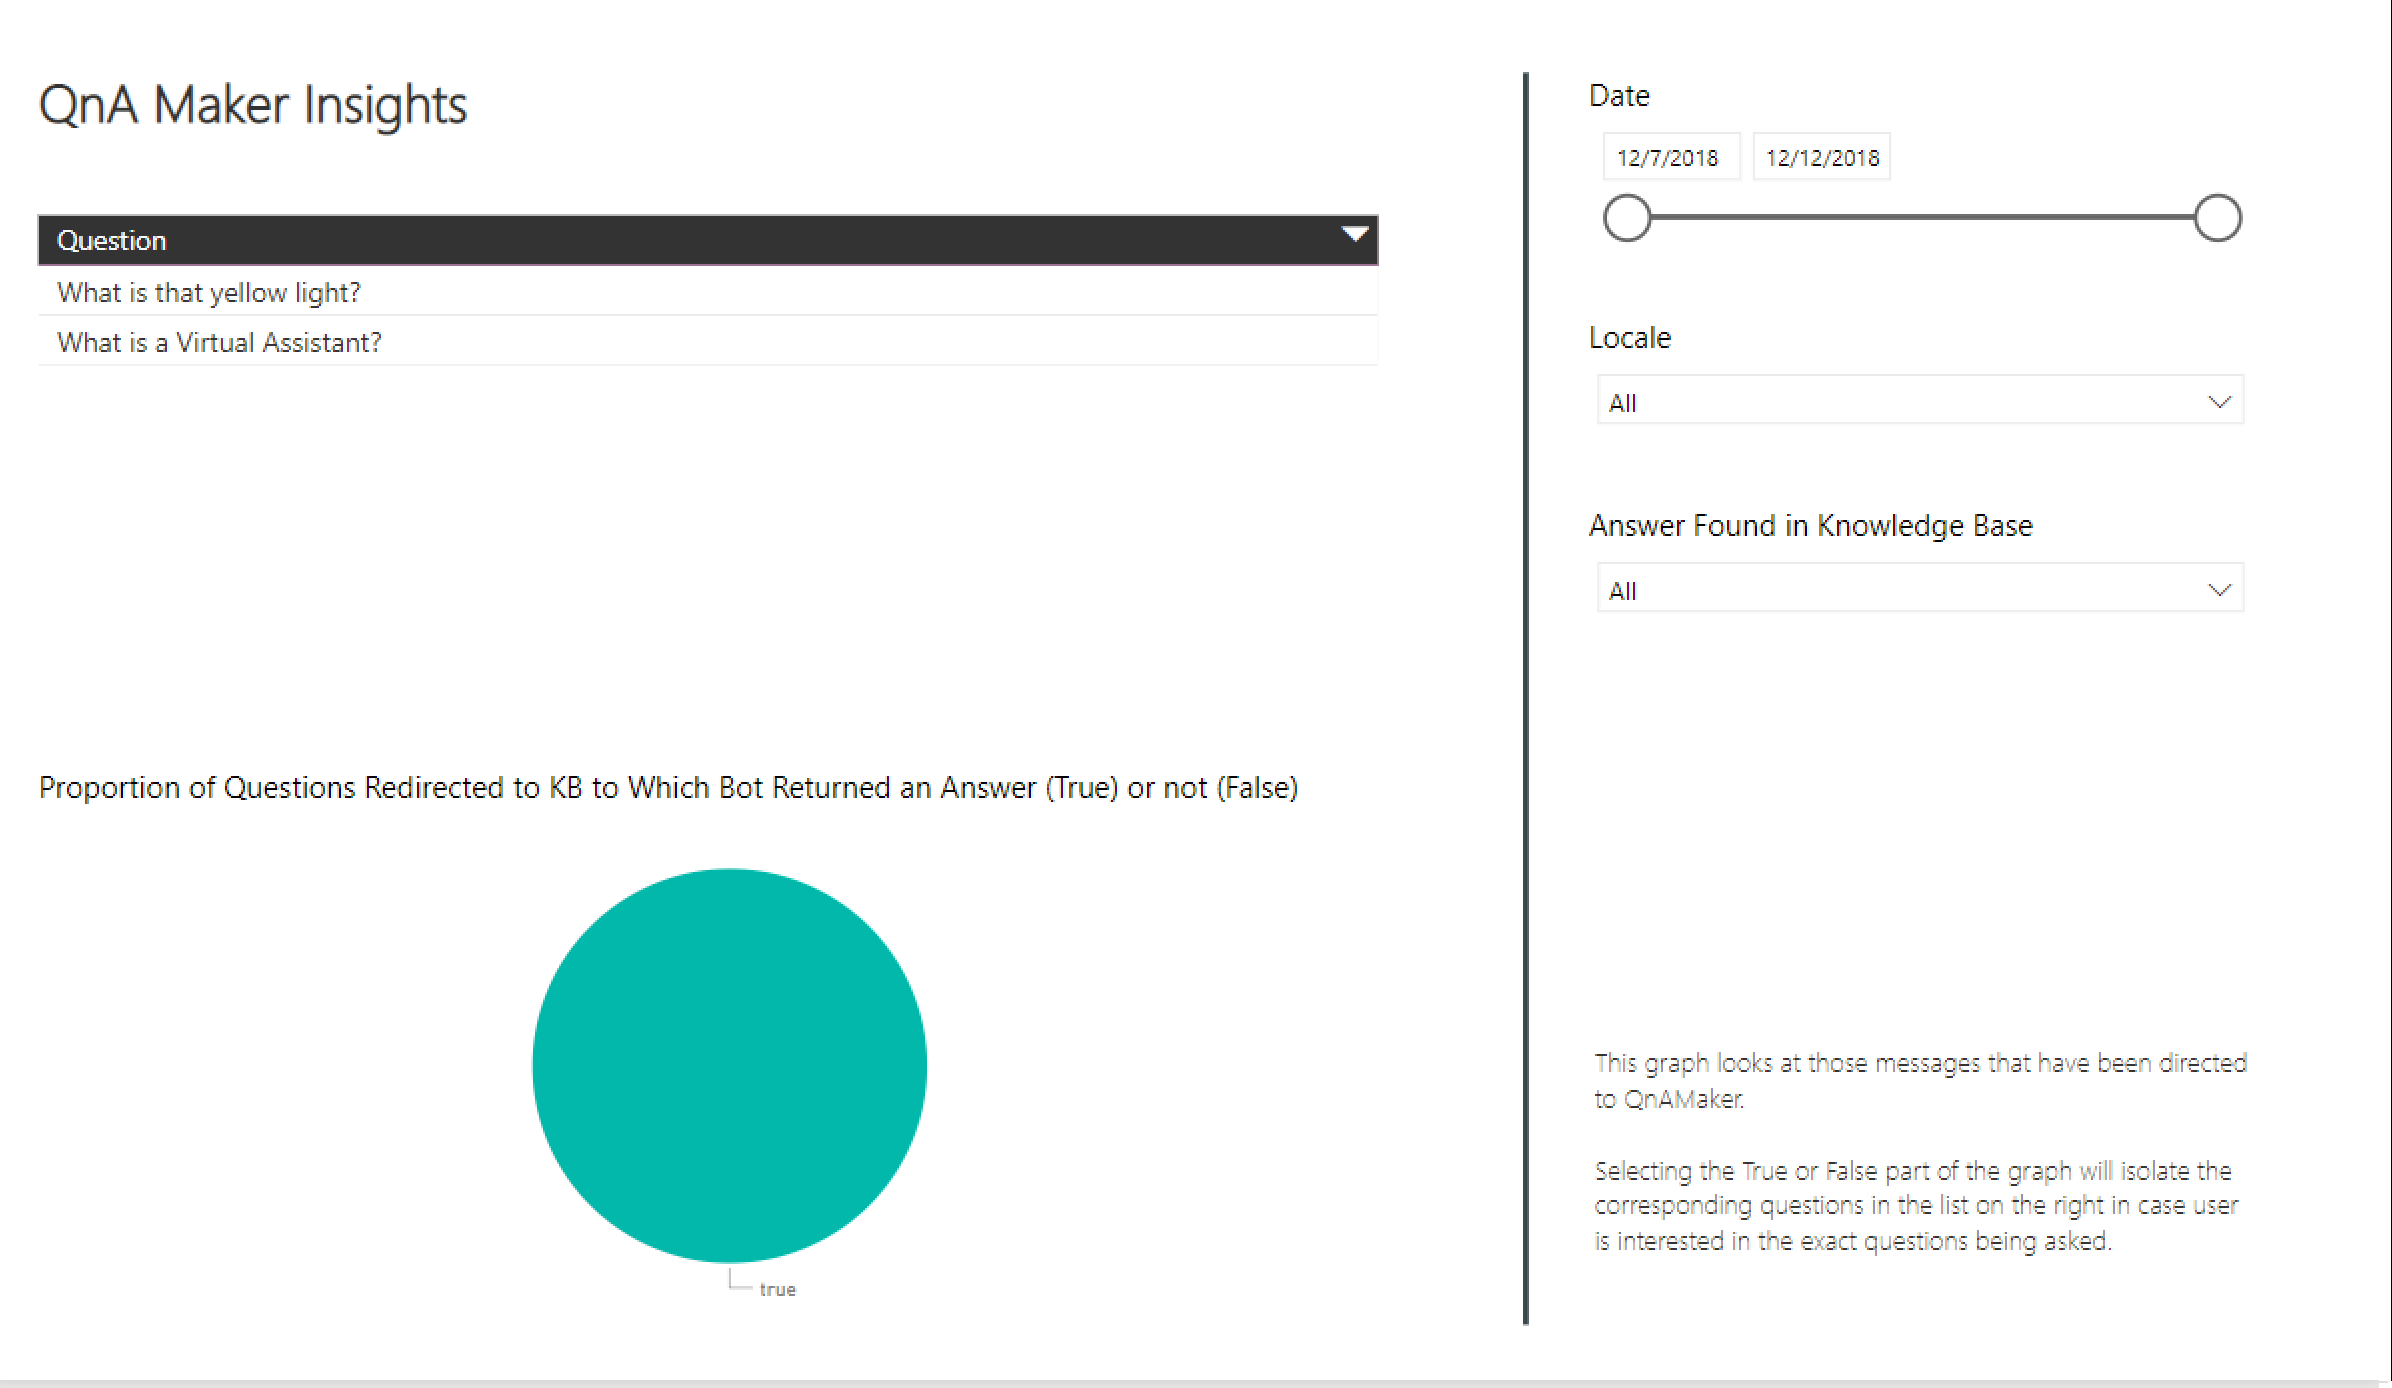 QnA Maker Insights
Question
What is that yellow light?
What is a Virtual Assistant?
Proportion of Questions Redirected to KB to Which Bot Returned an Answer (True) or not (False)
true
Date
12/7/2018 12/12/2018
Locale
All
Answer Found in Knowledge Base
All
This graph looks at those messages that have been directed
to QnAMaker.
Selecting the True or False part of the graph will isolate the
corresponding questions in the list on the right in case user
is interested in the exact questions being asked.